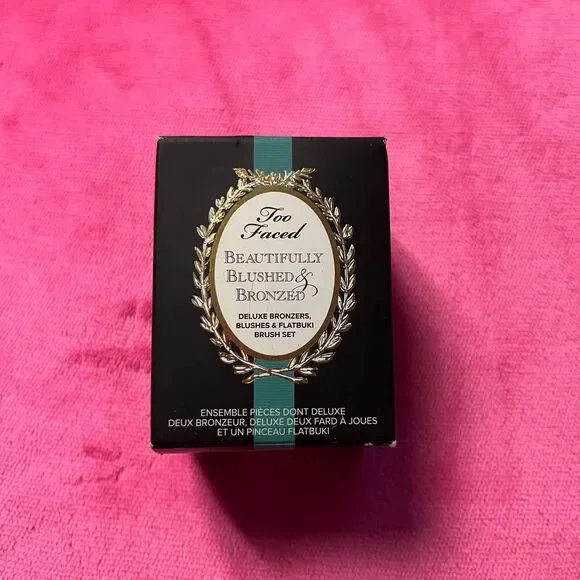 Too
Faced
BEAUTIFULLY
BLUSHED &
BRONZED
DELUXE BRONZERS,
BLUSHES & FLATBUKI
BRUSH SET
ENSEMBLE PIÈCES DONT DELUXE
DEUX BRONZEUR, DELUXE DEUX FARD À JOUES
ET UN PINCEAU FLATBUKI